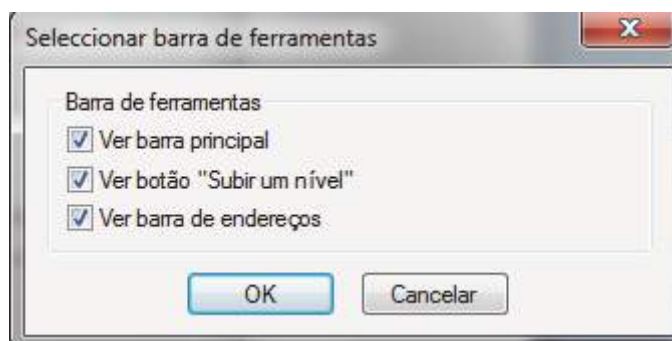 Seleccionar barra de ferramentas
Barra de ferramentas
Ver barra principal
Ver botão "Subir um nível"
Ver barra de endereços
OK
Cancelar